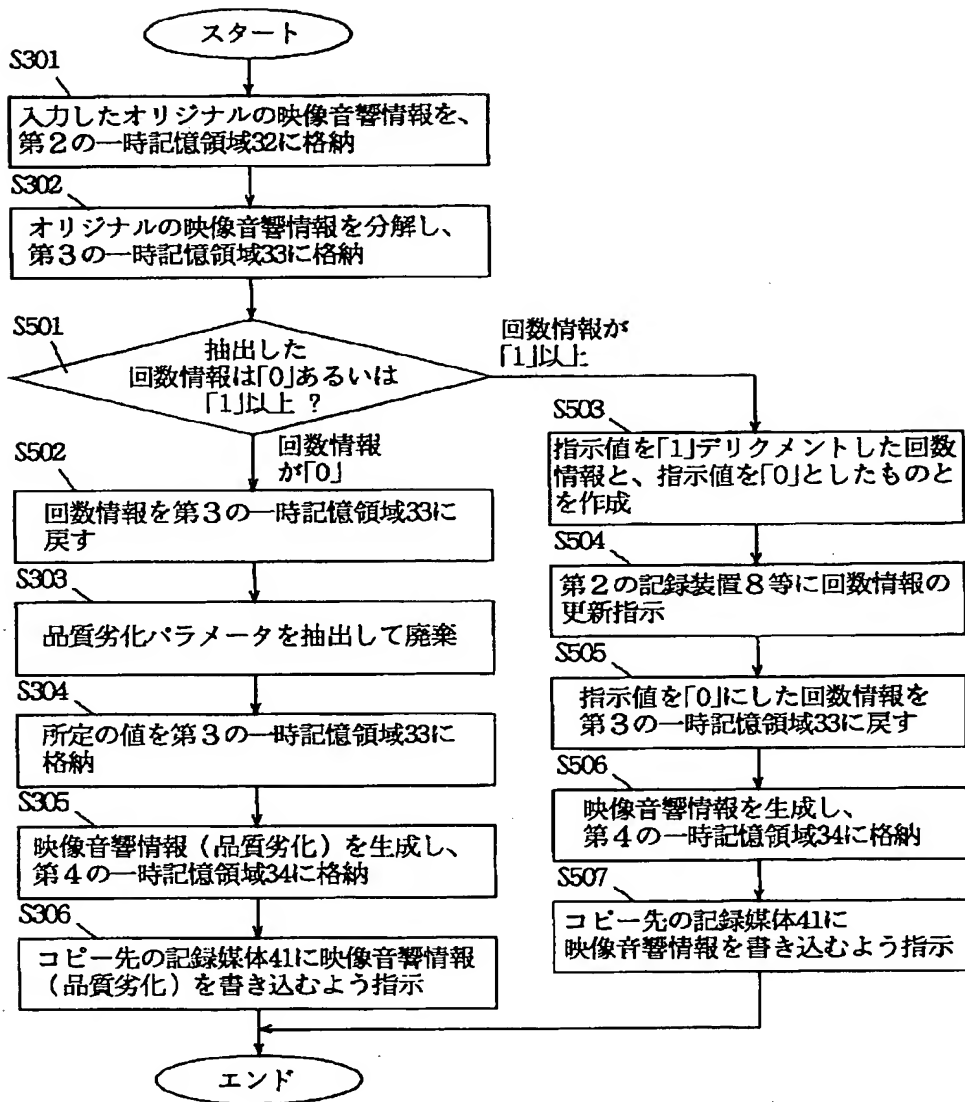 スタート
S301
入力したオリジナルの映像音響情報を、
第2の一時記憶領域32に格納
S302
オリジナルの映像音響情報を分解し、
第3の一時記憶領域33に格納
S501
抽出した
回数情報は「0」あるいは
「1」以上 ?
回数情報が
「1」以上
回数情報
が「0」
S502
回数情報を第3の一時記憶領域33に
戻す
S303
品質劣化パラメータを抽出して廃棄
S304
所定の値を第3の一時記憶領域33に
格納
S305
映像音響情報(品質劣化)を生成し、
第4の一時記憶領域34に格納
S306
コピー先の記録媒体41に映像音響情報
(品質劣化)を書き込むよう指示
S503
指示値を「1」デリクメントした回数
情報と、指示値を「0」としたものと
を作成
S504
第2の記録装置8等に回数情報の
更新指示
S505
指示値を「0」にした回数情報を
第3の一時記憶領域33に戻す
S506
映像音響情報を生成し、
第4の一時記憶領域34に格納
S507
コピー先の記録媒体41に
映像音響情報を書き込むよう指示
エンド